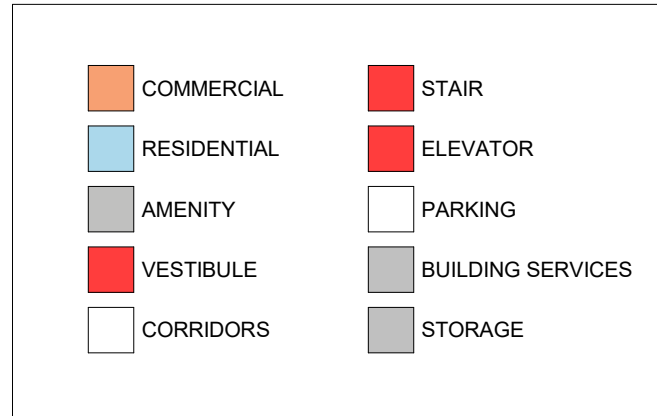 COMMERCIAL
RESIDENTIAL
AMENITY
VESTIBULE
CORRIDORS
STAIR
ELEVATOR
PARKING
BUILDING SERVICES
STORAGE